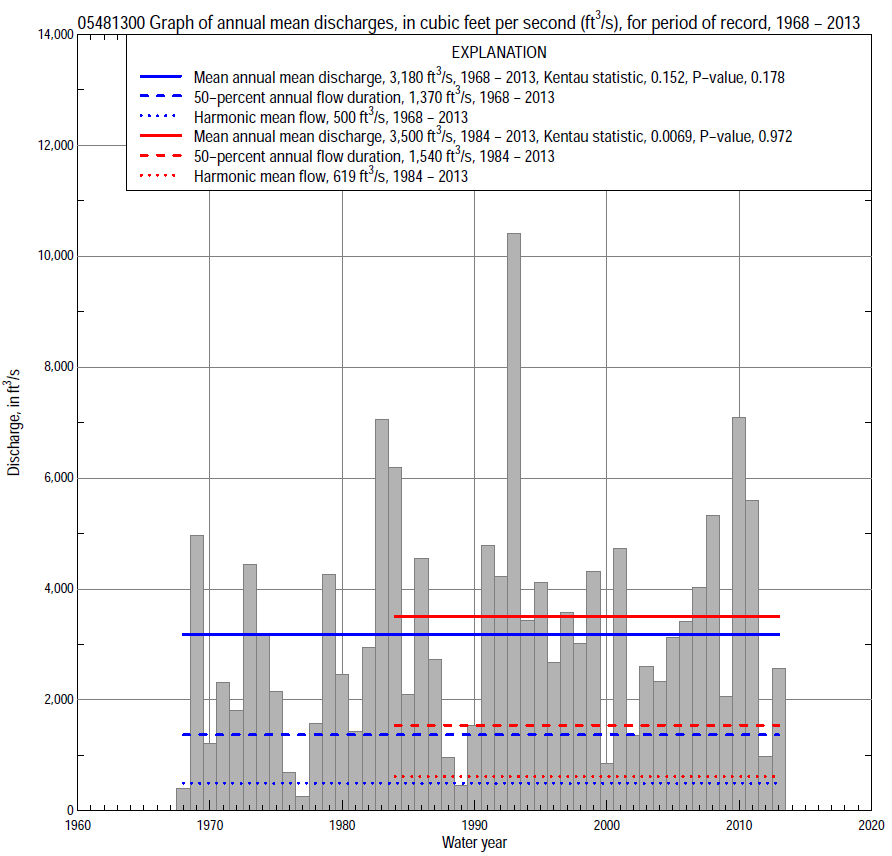 05481300 Graph of annual mean discharges, in cubic feet per second (ft³/s), for period of record, 1968 – 2013
EXPLANATION
Mean annual mean discharge, 3,180 ft³/s, 1968 – 2013, Kentau statistic, 0.152, P–value, 0.178
50–percent annual flow duration, 1,370 ft³/s, 1968 – 2013
Harmonic mean flow, 500 ft³/s, 1968 – 2013
Mean annual mean discharge, 3,500 ft³/s, 1984 – 2013, Kentau statistic, 0.0069, P–value, 0.972
50–percent annual flow duration, 1,540 ft³/s, 1984 – 2013
Harmonic mean flow, 619 ft³/s, 1984 – 2013
14,000
12,000
10,000
8,000
6,000
4,000
2,000
0
Discharge, in ft³/s
1960 1970 1980 1990 2000 2010 2020
Water year